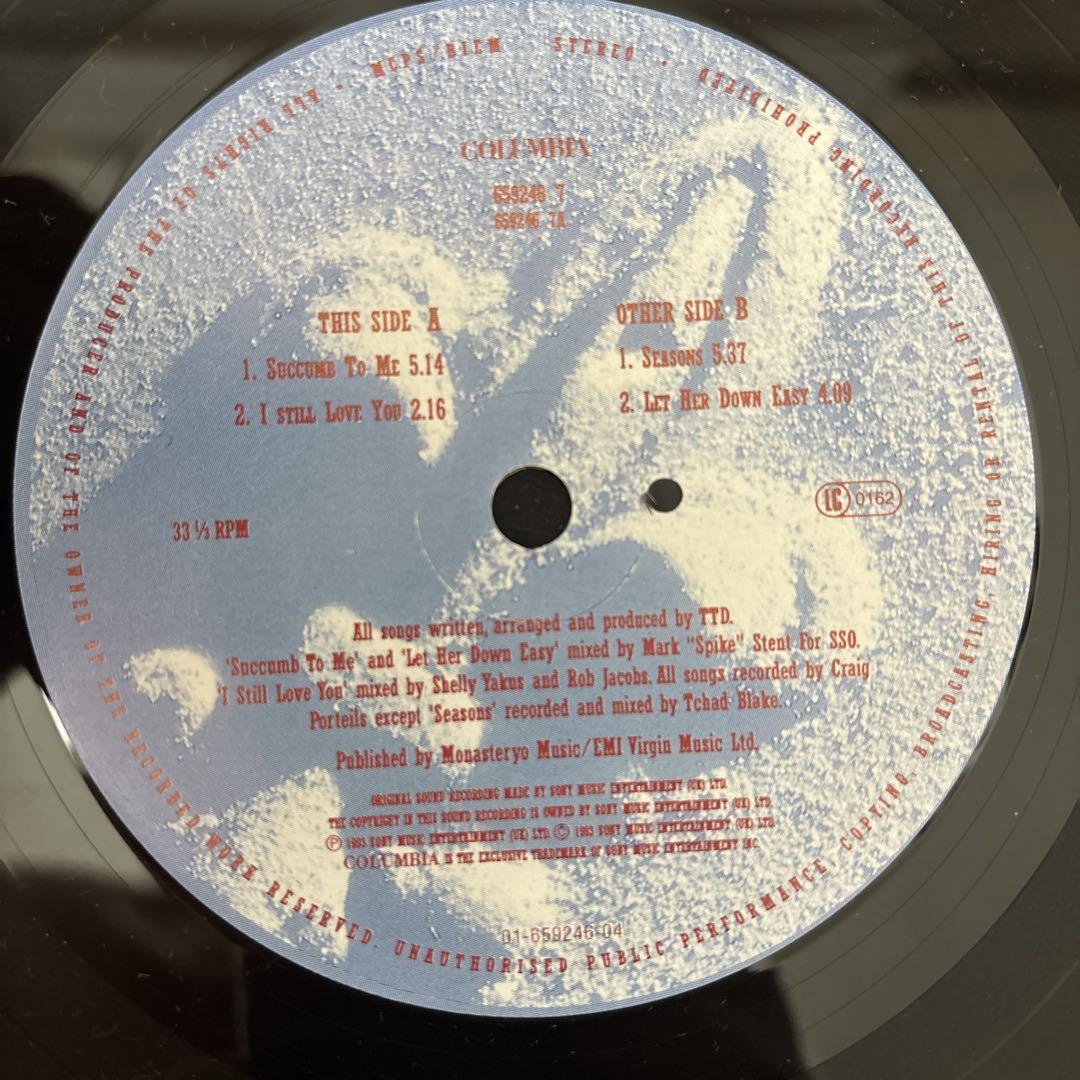 COLUMBIA
659246 7
659246 7A
THIS SIDE A
1. SUCCUMB TO ME 5.14
2. I STILL LOVE YOU 2.16
OTHER SIDE B
1. SEASONS 5.37
2. LET HER DOWN EASY 4.09
33 ⅓ RPM
LC 0162
All songs written, arranged and produced by TTD.
'Succumb To Me' and 'Let Her Down Easy' mixed by Mark "Spike" Stent For SSO.
'I Still Love You' mixed by Shelly Yakus and Rob Jacobs. All songs recorded by Craig
Porteils except 'Seasons' recorded and mixed by Tchad Blake.
Published by Monasteryo Music/EMI Virgin Music Ltd.
ORIGINAL SOUND RECORDING MADE BY SONY MUSIC ENTERTAINMENT (UK) LTD.
THE COPYRIGHT IN THIS SOUND RECORDING IS OWNED BY SONY MUSIC ENTERTAINMENT (UK) LTD.
Ⓟ 1993 SONY MUSIC ENTERTAINMENT (UK) LTD. © 1993 SONY MUSIC ENTERTAINMENT (UK) LTD.
COLUMBIA IS THE EXCLUSIVE TRADEMARK OF SONY MUSIC ENTERTAINMENT INC.
01-659246-04
MCPS/BIEM STEREO · ALL RIGHTS OF THE PRODUCER AND OF THE OWNER OF THE RECORDED WORK RESERVED. UNAUTHORISED PUBLIC PERFORMANCE, COPYING, BROADCASTING, HIRING OR RENTAL OF THIS RECORDING PROHIBITED ·